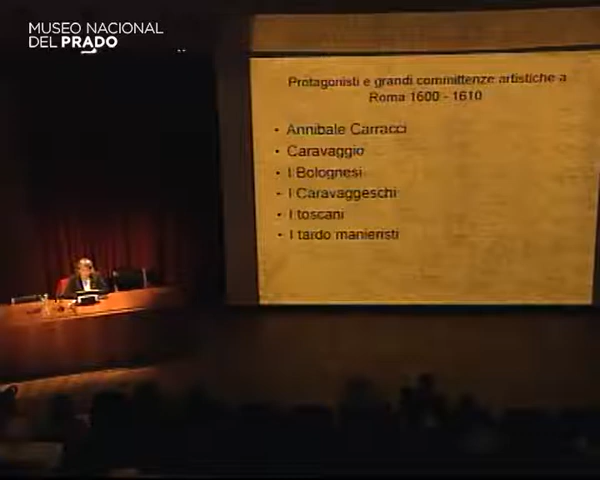 MUSEO NACIONAL
DEL PRADO
Protagonisti e grandi committenze artistiche a
Roma 1600 - 1610
• Annibale Carracci
• Caravaggio
• I Bolognesi
• I Caravaggeschi
• I toscani
• I tardo manieristi